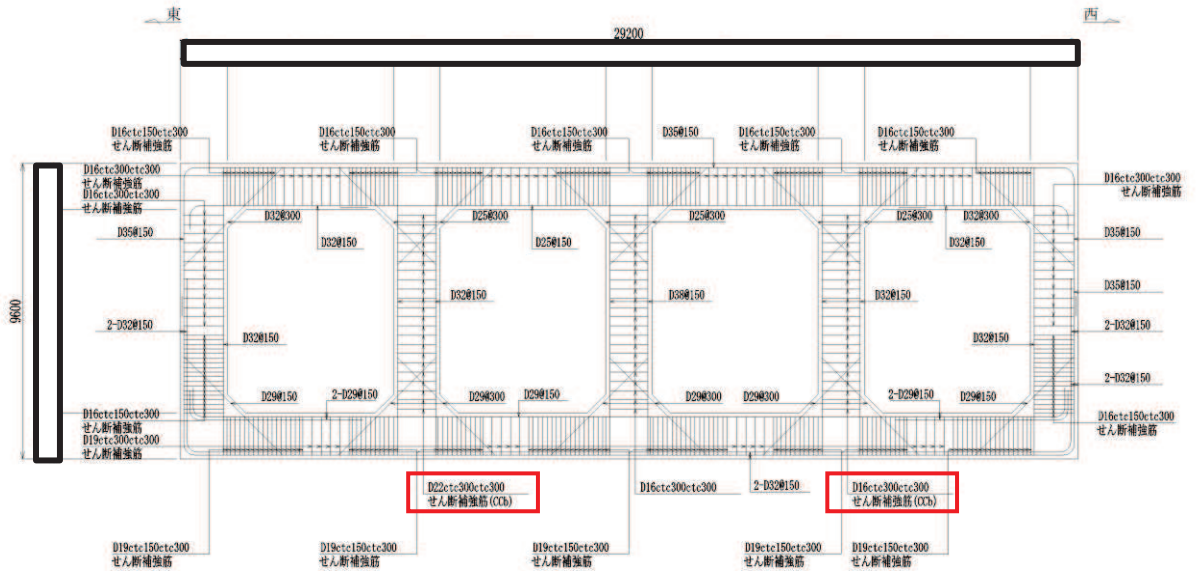 東
西
29200
9600
D16ctc150ctc300
せん断補強筋
D16ctc150ctc300
せん断補強筋
D16ctc150ctc300
せん断補強筋
D35@150
D16ctc150ctc300
せん断補強筋
D16ctc150ctc300
せん断補強筋
D16ctc300ctc300
せん断補強筋
D16ctc300ctc300
せん断補強筋
D16ctc300ctc300
せん断補強筋
D32@300
D25@300
D25@300
D25@300
D32@300
D35@150
D32@150
D25@150
D32@150
D35@150
D32@150
D38@150
D32@150
D35@150
2-D32@150
D32@150
D32@150
2-D32@150
D29@150
2-D29@150
D29@300
D29@150
D29@300
D29@300
2-D29@150
D29@150
2-D32@150
D16ctc150ctc300
せん断補強筋
D16ctc150ctc300
せん断補強筋
D19ctc300ctc300
せん断補強筋
D22ctc300ctc300
せん断補強筋(CCb)
D16ctc300ctc300
2-D32@150
D16ctc300ctc300
せん断補強筋(CCb)
D19ctc150ctc300
せん断補強筋
D19ctc150ctc300
せん断補強筋
D19ctc150ctc300
せん断補強筋
D19ctc150ctc300
せん断補強筋
D19ctc150ctc300
せん断補強筋